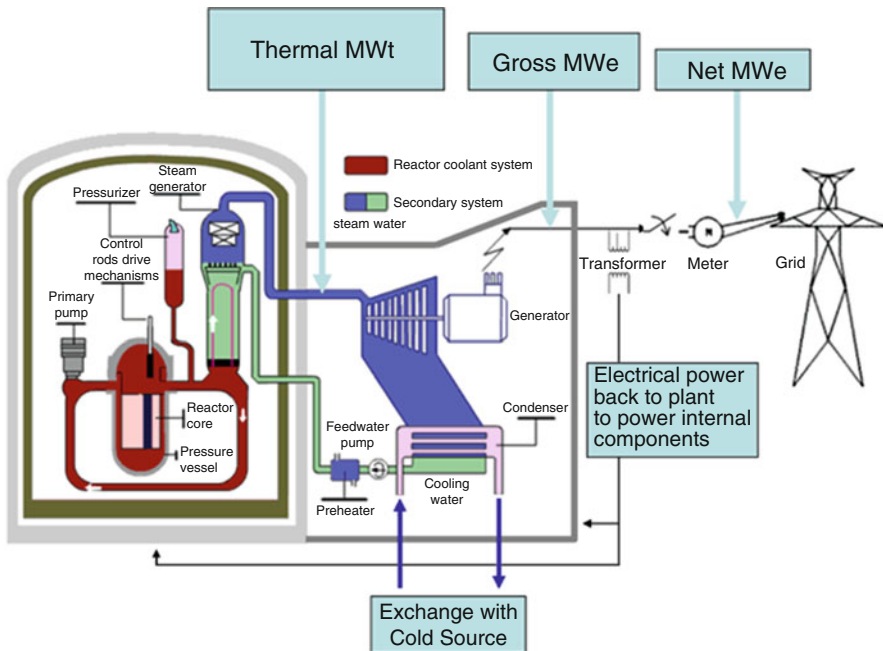 Thermal MWt
Gross MWe
Net MWe
Steam
generator
Reactor coolant system
Pressurizer
Secondary system
steam water
Control
rods drive
mechanisms
Primary
pump
Transformer
Meter
Grid
N
Generator
Electrical power
back to plant
to power internal
components
Reactor
core
Pressure
vessel
Feedwater
pump
Condenser
Cooling
water
Preheater
Exchange with
Cold Source